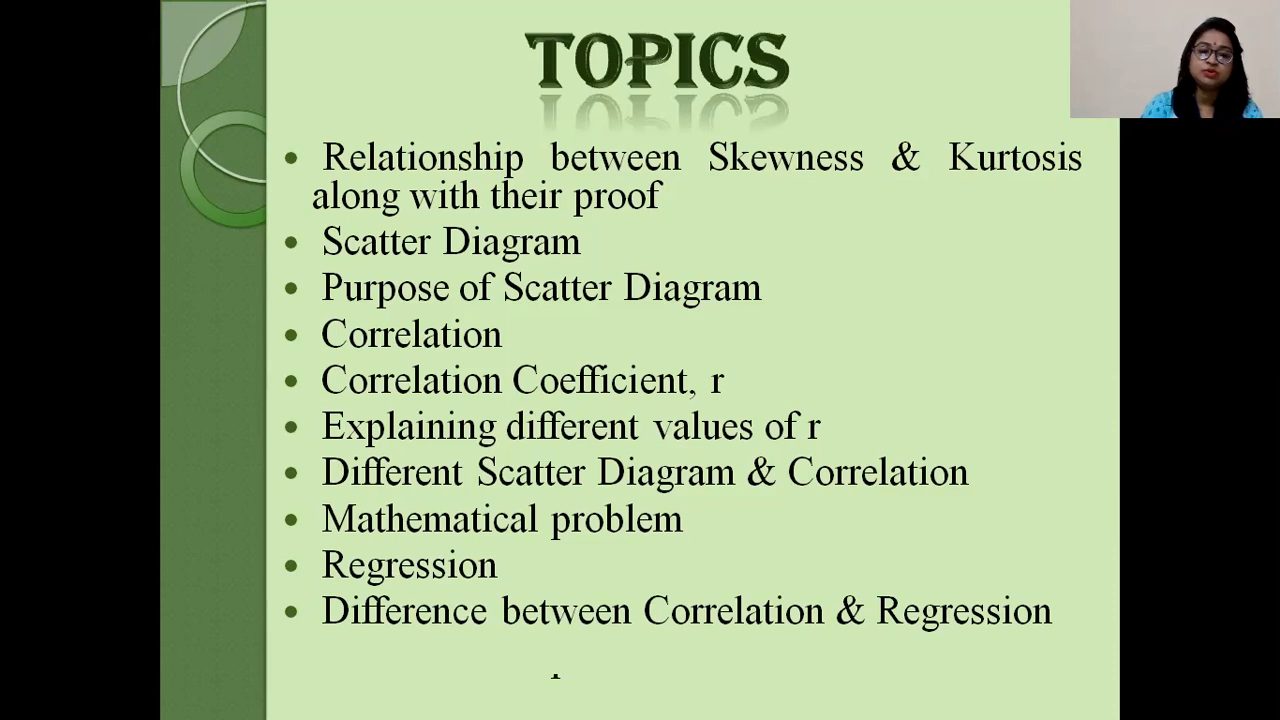 TOPICS
• Relationship between Skewness & Kurtosis
along with their proof
• Scatter Diagram
• Purpose of Scatter Diagram
• Correlation
• Correlation Coefficient, r
• Explaining different values of r
• Different Scatter Diagram & Correlation
• Mathematical problem
• Regression
• Difference between Correlation & Regression